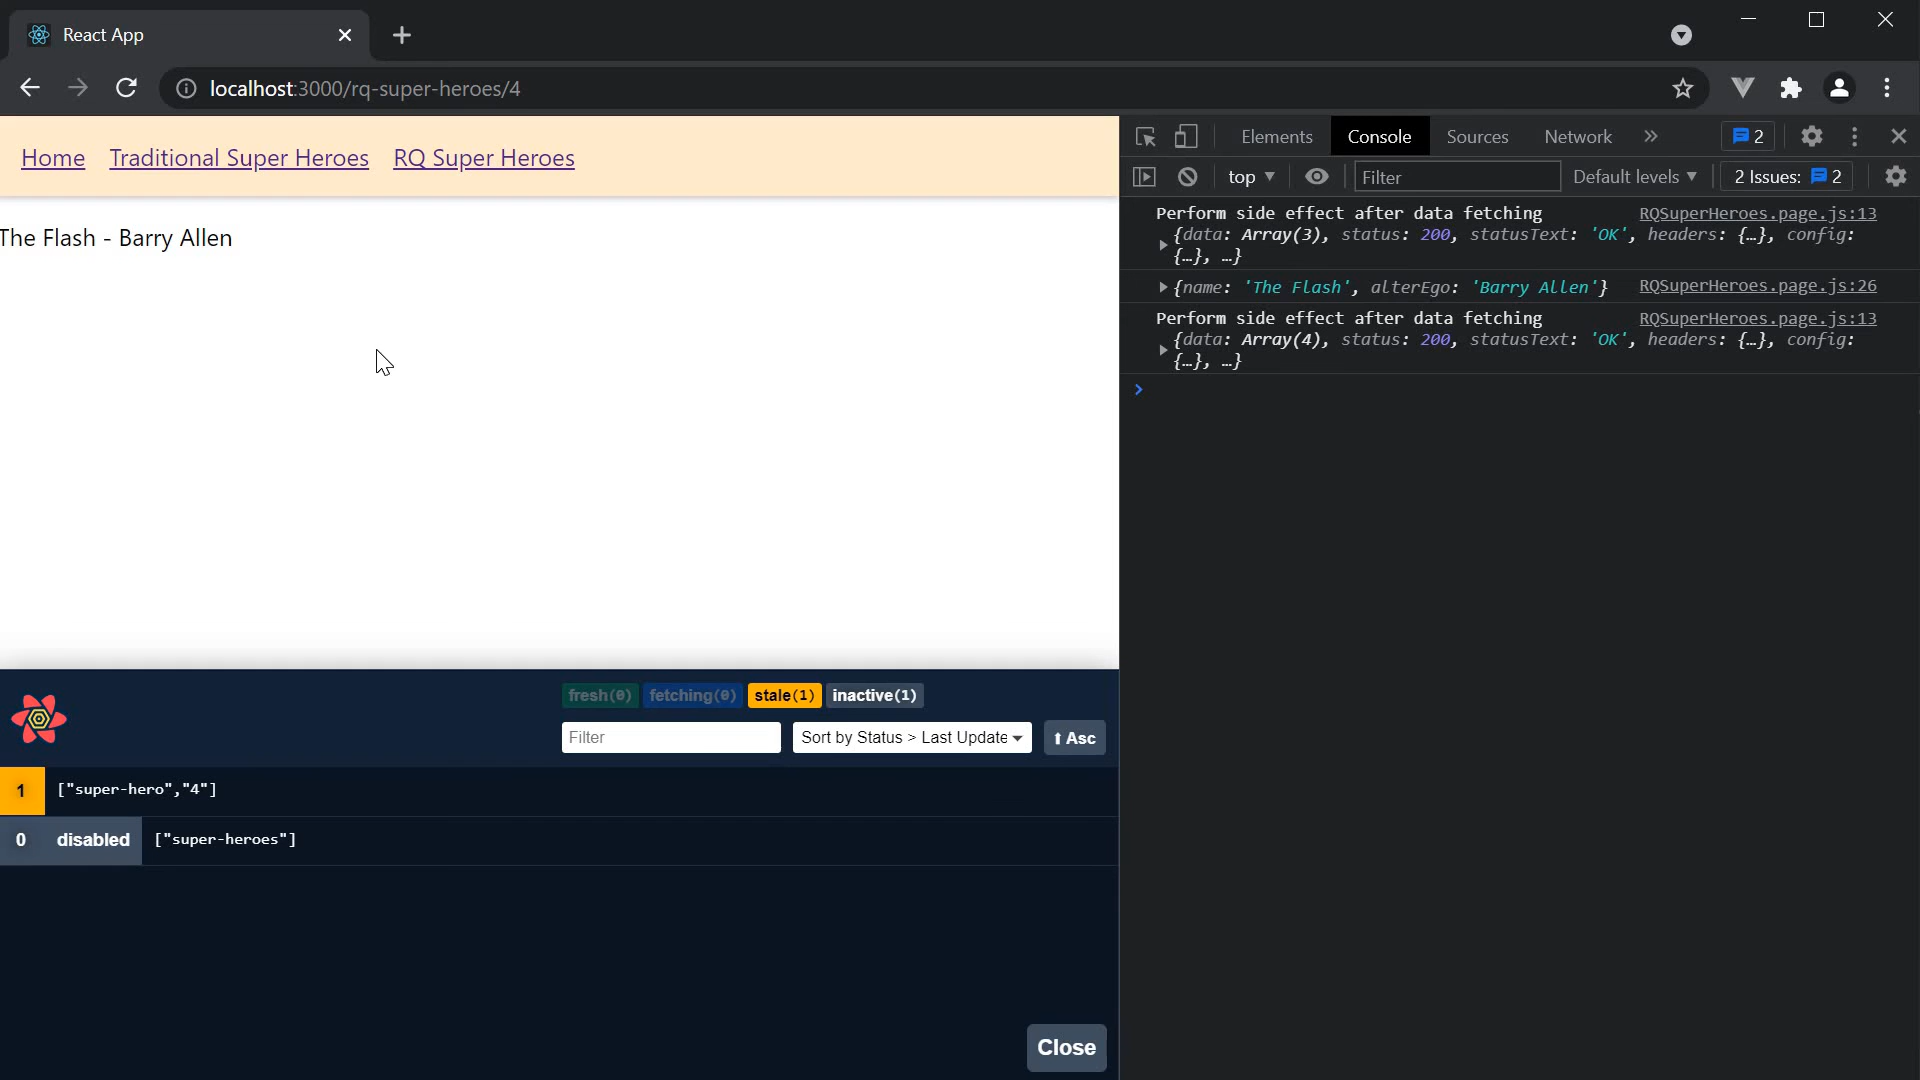 React App
localhost:3000/rq-super-heroes/4
Home Traditional Super Heroes RQ Super Heroes
The Flash - Barry Allen
fresh(0) fetching(0) stale(1) inactive(1)
Filter Sort by Status > Last Update Asc
1 ["super-hero","4"]
0 disabled ["super-heroes"]
Close
Elements Console Sources Network 2
top Filter Default levels 2 Issues: 2
Perform side effect after data fetching RQSuperHeroes.page.js:13
{data: Array(3), status: 200, statusText: 'OK', headers: {…}, config:
{…}, …}
{name: 'The Flash', alterEgo: 'Barry Allen'} RQSuperHeroes.page.js:26
Perform side effect after data fetching RQSuperHeroes.page.js:13
{data: Array(4), status: 200, statusText: 'OK', headers: {…}, config:
{…}, …}